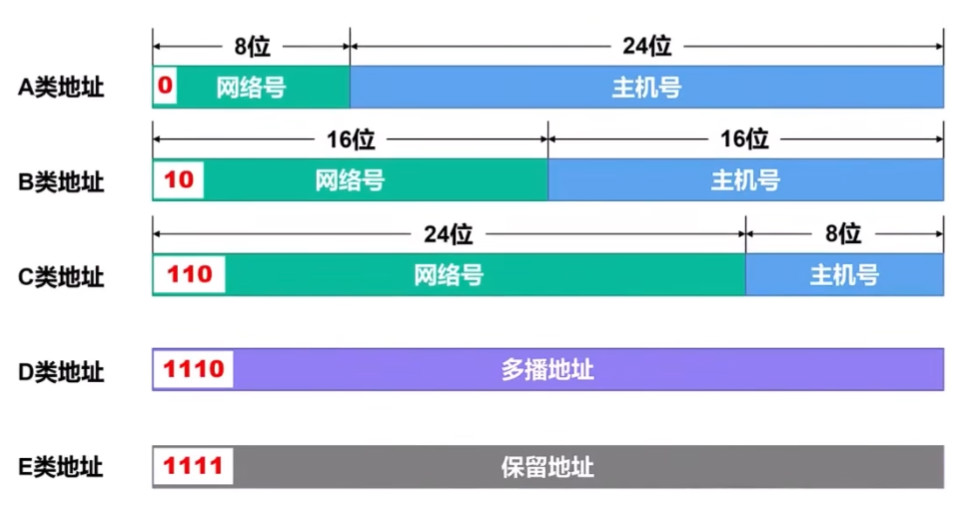 8位 24位
A类地址 0 网络号 主机号
16位 16位
B类地址 10 网络号 主机号
24位 8位
C类地址 110 网络号 主机号
D类地址 1110 多播地址
E类地址 1111 保留地址